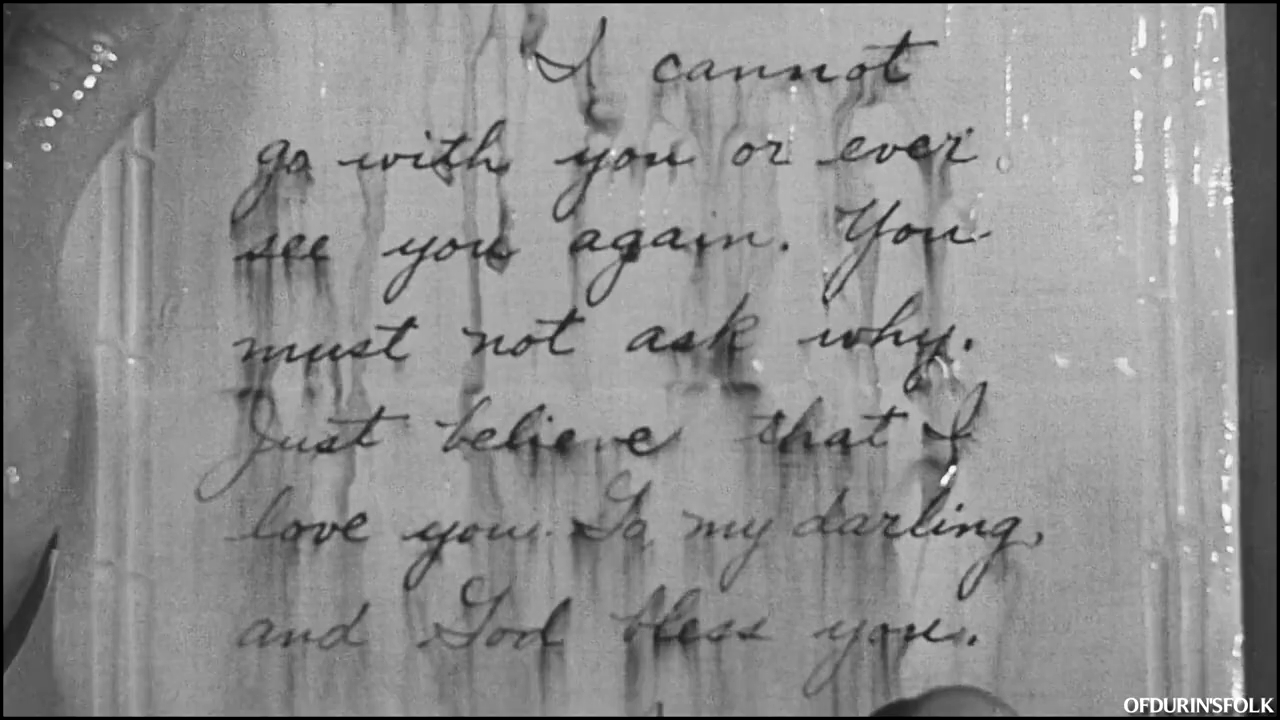 I cannot
go with you or ever
see you again. You
must not ask why.
Just believe that I
love you. Go, my darling,
and God bless you.
OFDURIN'SFOLK